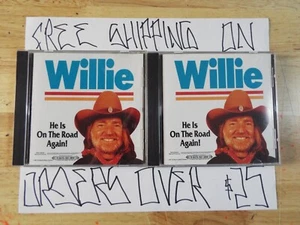 FREE SHIPPING ON
Willie
He Is
On The Road
Again!
Willie
He Is
On The Road
Again!
ORDERS OVER $25